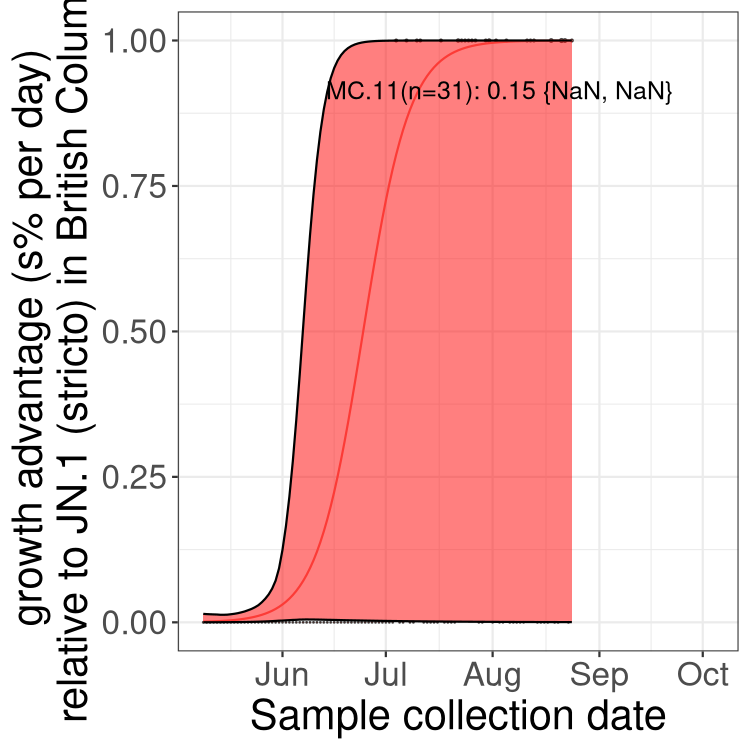 growth advantage (s% per day)
relative to JN.1 (stricto) in British Colum
1.00
0.75
0.50
0.25
0.00
MC.11(n=31): 0.15 {NaN, NaN}
Jun Jul Aug Sep Oct
Sample collection date